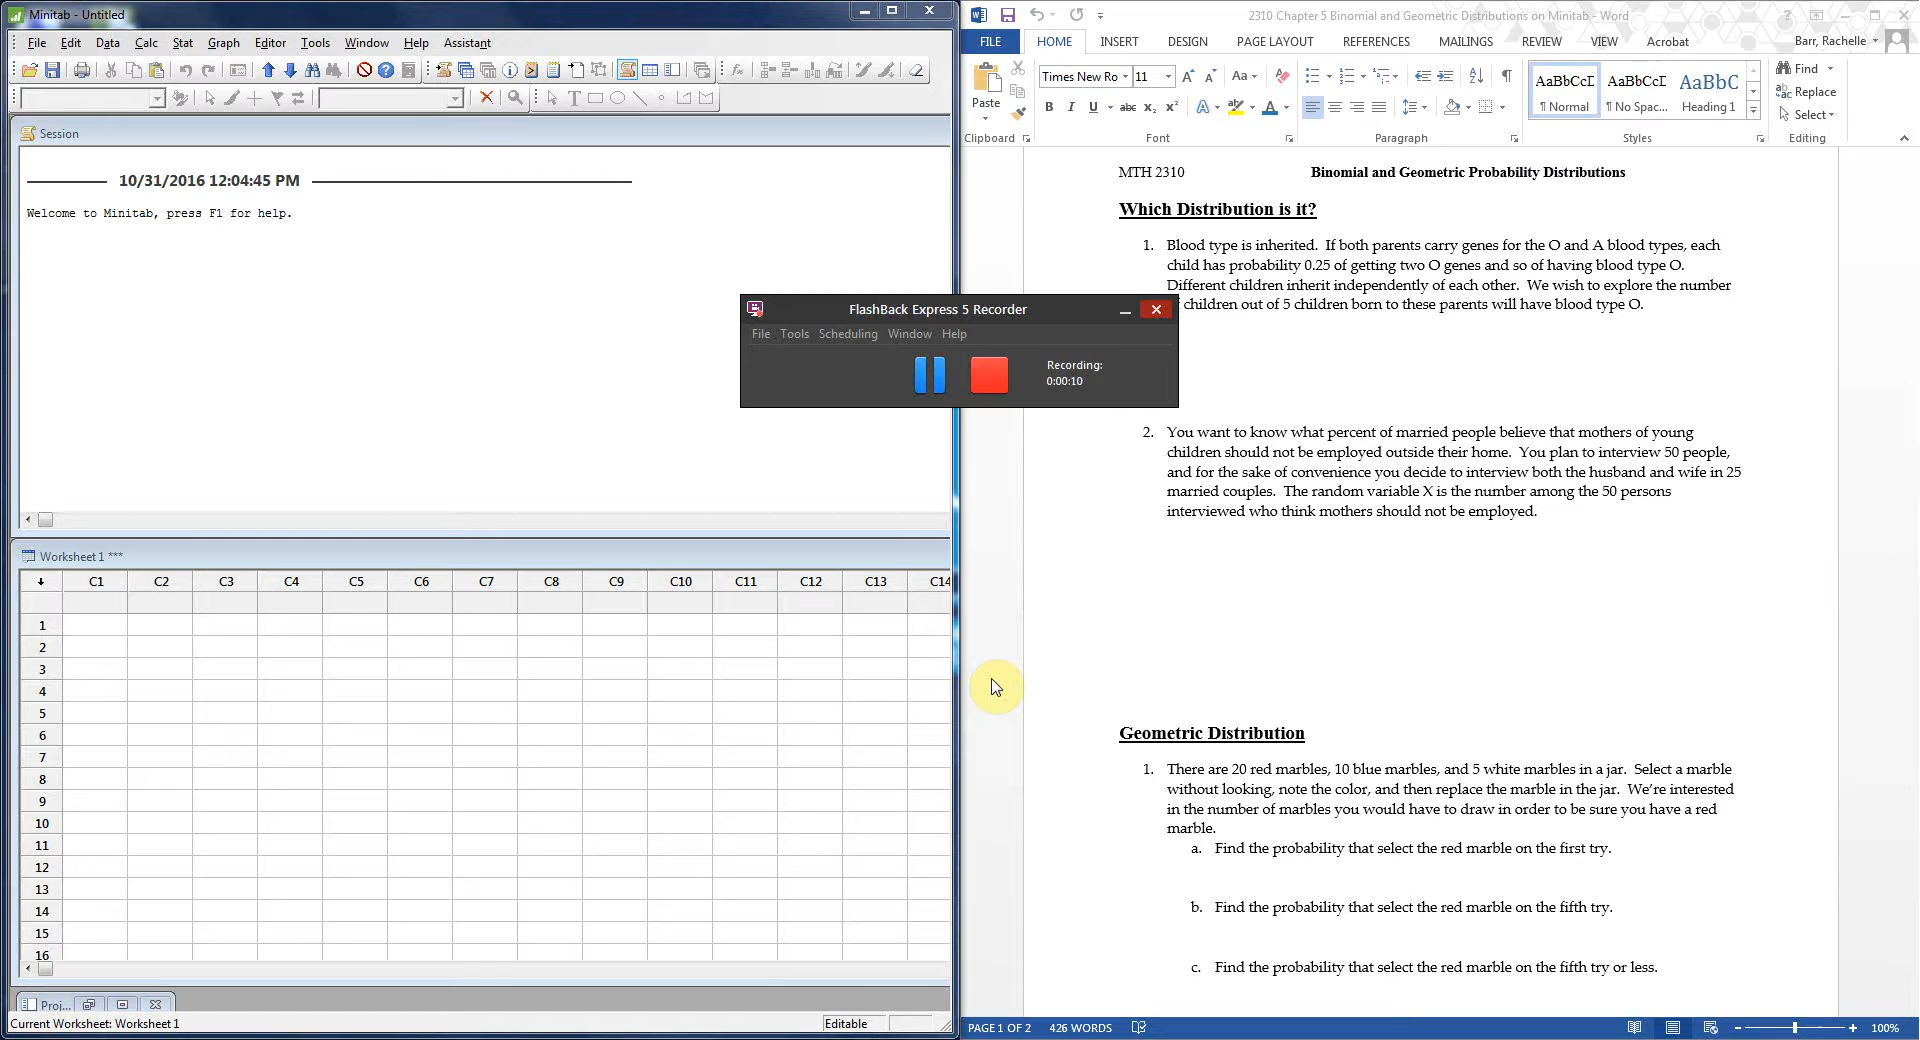 Minitab - Untitled
File Edit Data Calc Stat Graph Editor Tools Window Help Assistant
Session
10/31/2016 12:04:45 PM
Welcome to Minitab, press F1 for help.
Worksheet 1 ***
C1 C2 C3 C4 C5 C6 C7 C8 C9 C10 C11 C12 C13 C14
1
2
3
4
5
6
7
8
9
10
11
12
13
14
15
16
Proj...
Current Worksheet: Worksheet 1 Editable
FlashBack Express 5 Recorder
File Tools Scheduling Window Help
Recording:
0:00:10
2310 Chapter 5 Binomial and Geometric Distributions on Minitab - Word
FILE HOME INSERT DESIGN PAGE LAYOUT REFERENCES MAILINGS REVIEW VIEW Acrobat Barr, Rachelle
Paste
Times New Ro 11
AaBbCcI AaBbCcI AaBbC
¶ Normal ¶ No Spac... Heading 1
Find
Replace
Select
Clipboard Font Paragraph Styles Editing
MTH 2310 Binomial and Geometric Probability Distributions
Which Distribution is it?
1. Blood type is inherited. If both parents carry genes for the O and A blood types, each
child has probability 0.25 of getting two O genes and so of having blood type O.
Different children inherit independently of each other. We wish to explore the number
children out of 5 children born to these parents will have blood type O.
2. You want to know what percent of married people believe that mothers of young
children should not be employed outside their home. You plan to interview 50 people,
and for the sake of convenience you decide to interview both the husband and wife in 25
married couples. The random variable X is the number among the 50 persons
interviewed who think mothers should not be employed.
Geometric Distribution
1. There are 20 red marbles, 10 blue marbles, and 5 white marbles in a jar. Select a marble
without looking, note the color, and then replace the marble in the jar. We're interested
in the number of marbles you would have to draw in order to be sure you have a red
marble.
a. Find the probability that select the red marble on the first try.
b. Find the probability that select the red marble on the fifth try.
c. Find the probability that select the red marble on the fifth try or less.
PAGE 1 OF 2 426 WORDS 100%